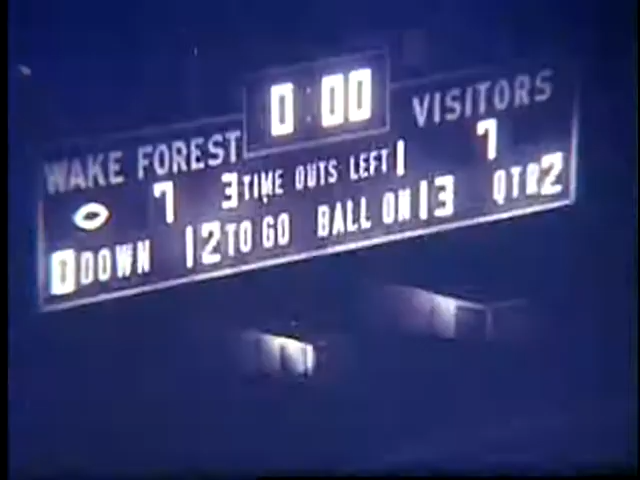 0:00
WAKE FOREST VISITORS
7 3 TIME OUTS LEFT 1 7
0 DOWN 12 TO GO BALL ON 13 QTR 2